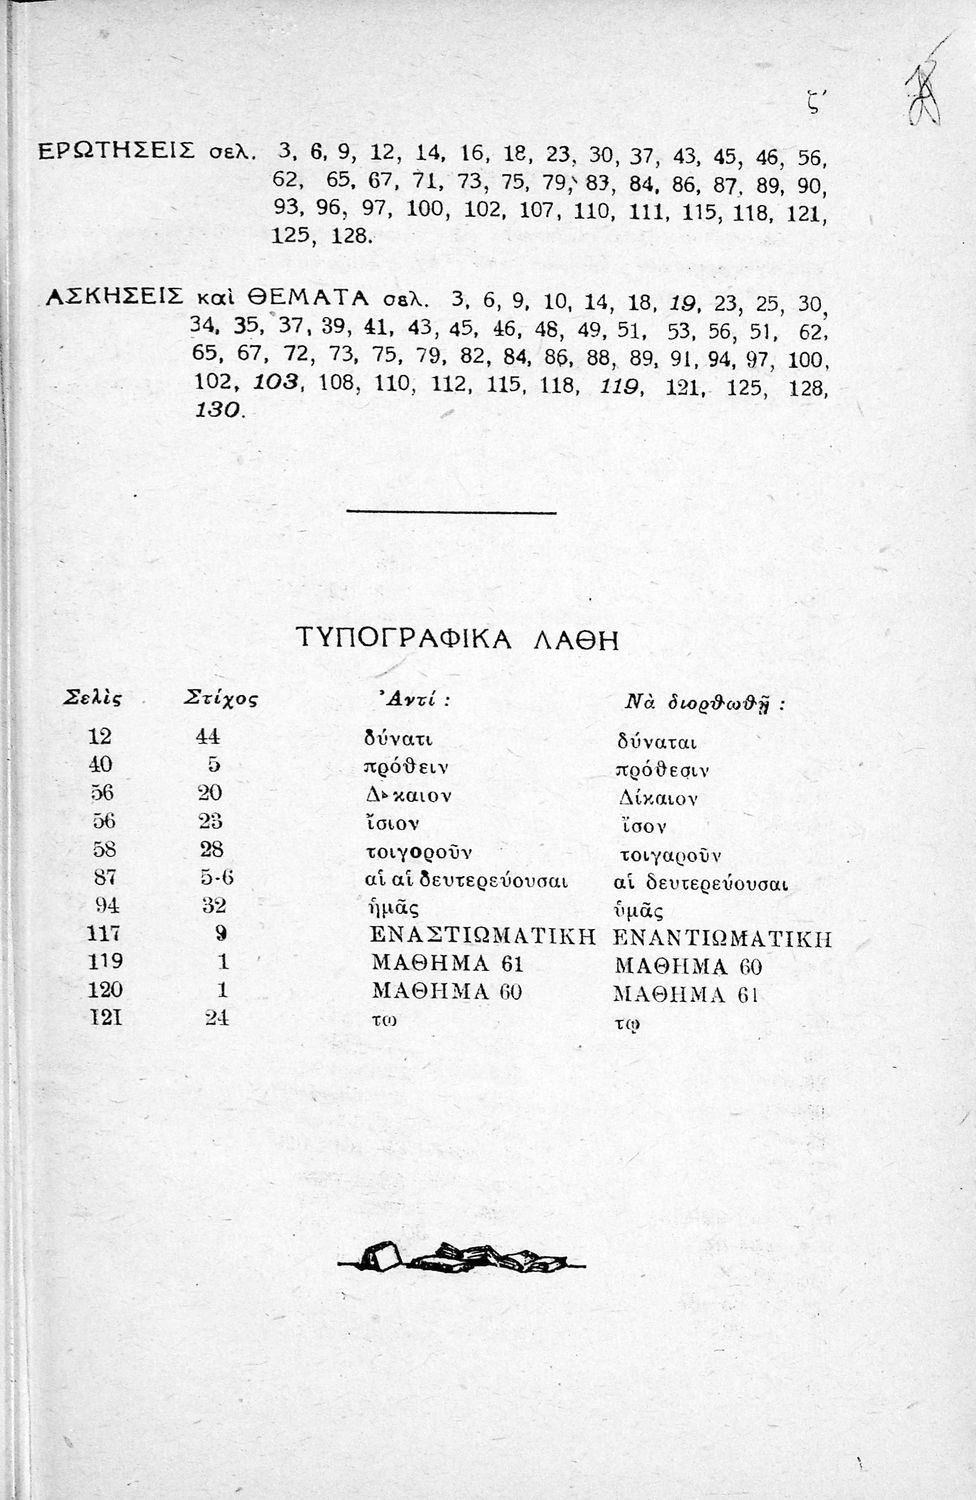 ζ΄
ΕΡΩΤΗΣΕΙΣ σελ. 3, 6, 9, 12, 14, 16, 18, 23, 30, 37, 43, 45, 46, 56,
62, 65, 67, 71, 73, 75, 79, 83, 84, 86, 87, 89, 90,
93, 96, 97, 100, 102, 107, 110, 111, 115, 118, 121,
125, 128.
ΑΣΚΗΣΕΙΣ καὶ ΘΕΜΑΤΑ σελ. 3, 6, 9, 10, 14, 18, 19, 23, 25, 30,
34, 35, 37, 39, 41, 43, 45, 46, 48, 49, 51, 53, 56, 51, 62,
65, 67, 72, 73, 75, 79, 82, 84, 86, 88, 89, 91, 94, 97, 100,
102, 103, 108, 110, 112, 115, 118, 119, 121, 125, 128,
130.
ΤΥΠΟΓΡΑΦΙΚΑ ΛΑΘΗ
Σελὶς Στίχος Ἀντί : Νὰ διορθωθῇ :
12 44 δύνατι δύναται
40 5 πρόθειν πρόθεσιν
56 20 Δικαιον Δίκαιον
56 23 ἴσιον ἴσον
58 28 τοιγοροῦν τοιγαροῦν
87 5-6 αἱ αἱ δευτερεύουσαι αἱ δευτερεύουσαι
94 32 ἡμᾶς ὑμᾶς
117 9 ΕΝΑΣΤΙΩΜΑΤΙΚΗ ΕΝΑΝΤΙΩΜΑΤΙΚΗ
119 1 ΜΑΘΗΜΑ 61 ΜΑΘΗΜΑ 60
120 1 ΜΑΘΗΜΑ 60 ΜΑΘΗΜΑ 61
121 24 τω τῳ